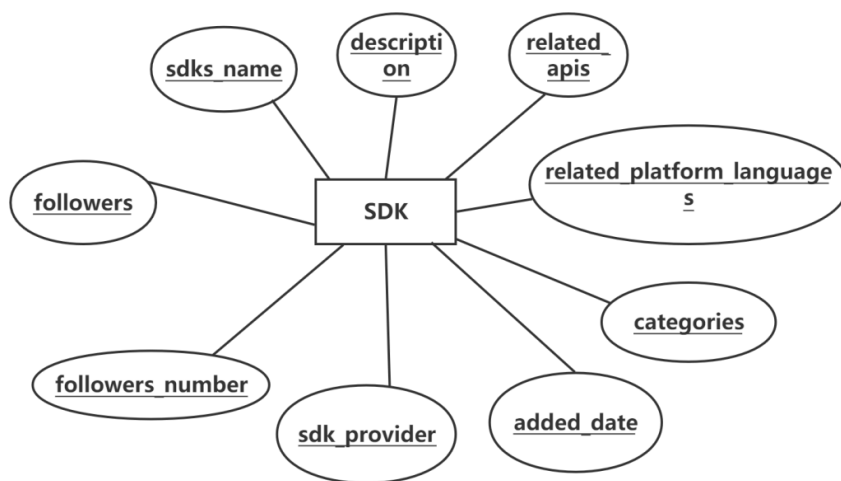 descripti
on
related_
apis
sdks_name
related_platform_language
s
followers
SDK
categories
followers_number
added_date
sdk_provider